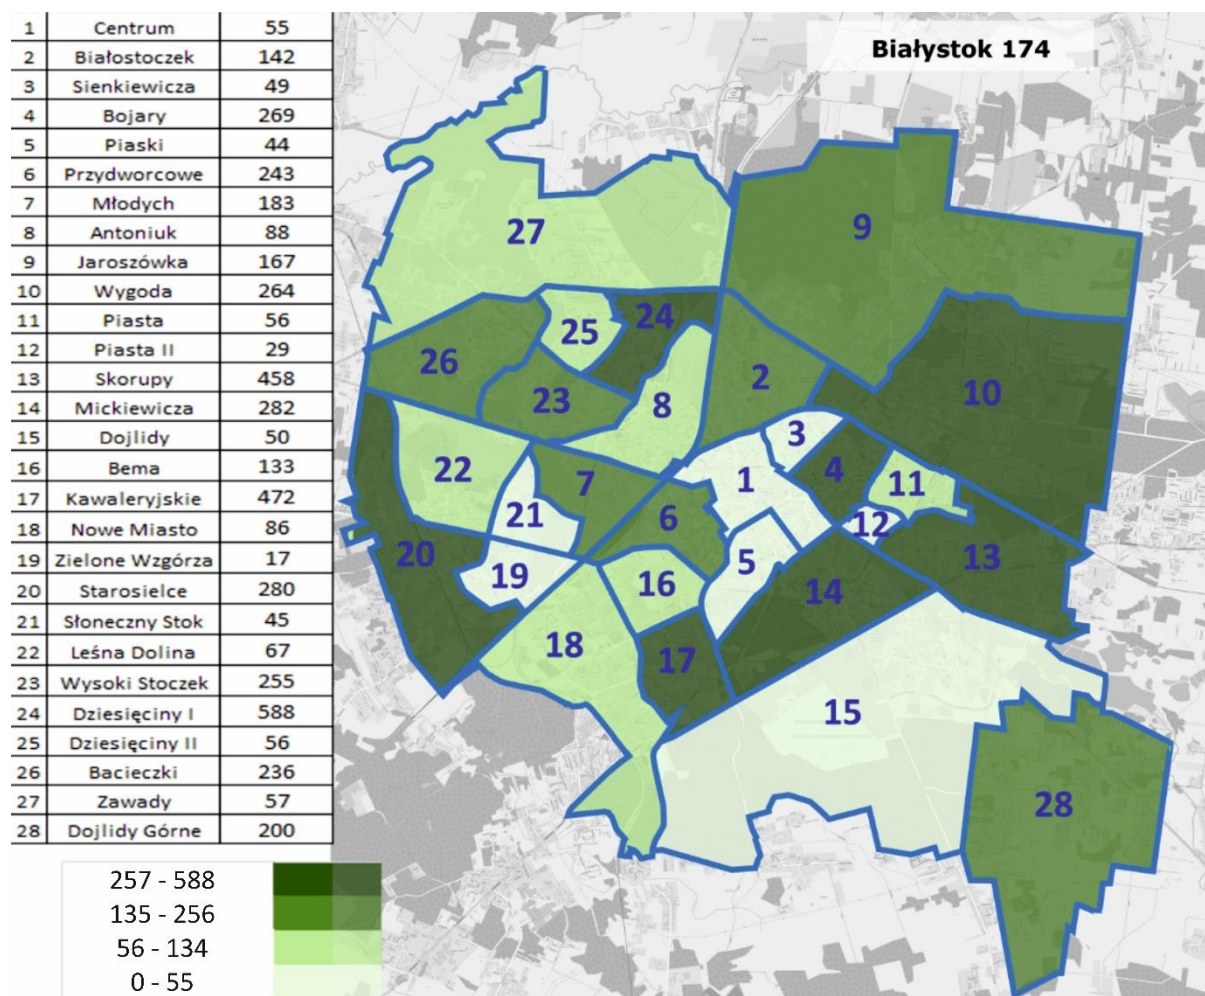 1 Centrum 55
2 Białostoczek 142
3 Sienkiewicza 49
4 Bojary 269
5 Piaski 44
6 Przydworcowe 243
7 Młodych 183
8 Antoniuk 88
9 Jaroszówka 167
10 Wygoda 264
11 Piasta 56
12 Piasta II 29
13 Skorupy 458
14 Mickiewicza 282
15 Dojlidy 50
16 Bema 133
17 Kawaleryjskie 472
18 Nowe Miasto 86
19 Zielone Wzgórza 17
20 Starosielce 280
21 Słoneczny Stok 45
22 Leśna Dolina 67
23 Wysoki Stoczek 255
24 Dziesięciny I 588
25 Dziesięciny II 56
26 Bacieczki 236
27 Zawady 57
28 Dojlidy Górne 200
257 - 588
135 - 256
56 - 134
0 - 55
Białystok 174
27
9
24
25
26
2
10
23
8
3
22
1
4
11
7
21
6
12
20
5
13
19
16
14
18
17
15
28